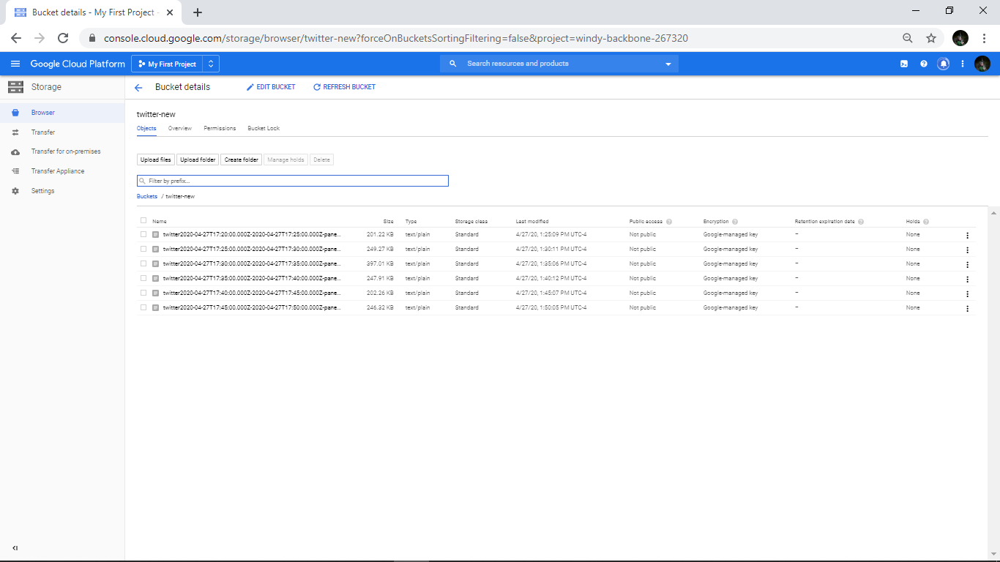 Bucket details - My First Project -
console.cloud.google.com/storage/browser/twitter-new?forceOnBucketsSortingFiltering=false&project=windy-backbone-267320
Google Cloud Platform My First Project Search resources and products
Storage Bucket details EDIT BUCKET REFRESH BUCKET
Browser
Transfer
Transfer for on-premises
Transfer Appliance
Settings
twitter-new
Objects Overview Permissions Bucket Lock
Upload files Upload folder Create folder Manage holds Delete
Filter by prefix...
Buckets / twitter-new
Name Size Type Storage class Last modified Public access Encryption Retention expiration date Holds
twitter2020-04-27T17:20:00.000Z-2020-04-27T17:25:00.000Z-pane... 201.22 KB text/plain Standard 4/27/20, 1:25:09 PM UTC-4 Not public Google-managed key – None
twitter2020-04-27T17:25:00.000Z-2020-04-27T17:30:00.000Z-pane... 249.27 KB text/plain Standard 4/27/20, 1:30:11 PM UTC-4 Not public Google-managed key – None
twitter2020-04-27T17:30:00.000Z-2020-04-27T17:35:00.000Z-pane... 397.01 KB text/plain Standard 4/27/20, 1:35:06 PM UTC-4 Not public Google-managed key – None
twitter2020-04-27T17:35:00.000Z-2020-04-27T17:40:00.000Z-pane... 247.91 KB text/plain Standard 4/27/20, 1:40:12 PM UTC-4 Not public Google-managed key – None
twitter2020-04-27T17:40:00.000Z-2020-04-27T17:45:00.000Z-pane... 202.26 KB text/plain Standard 4/27/20, 1:45:07 PM UTC-4 Not public Google-managed key – None
twitter2020-04-27T17:45:00.000Z-2020-04-27T17:50:00.000Z-pane... 246.32 KB text/plain Standard 4/27/20, 1:50:05 PM UTC-4 Not public Google-managed key – None